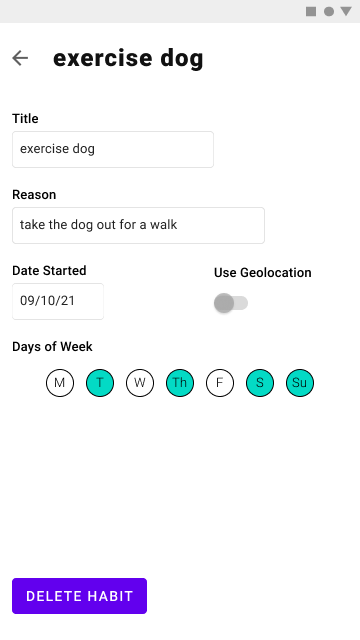 exercise dog
Title
exercise dog
Reason
take the dog out for a walk
Date Started
Use Geolocation
09/10/21
Days of Week
M T W Th F S Su
DELETE HABIT